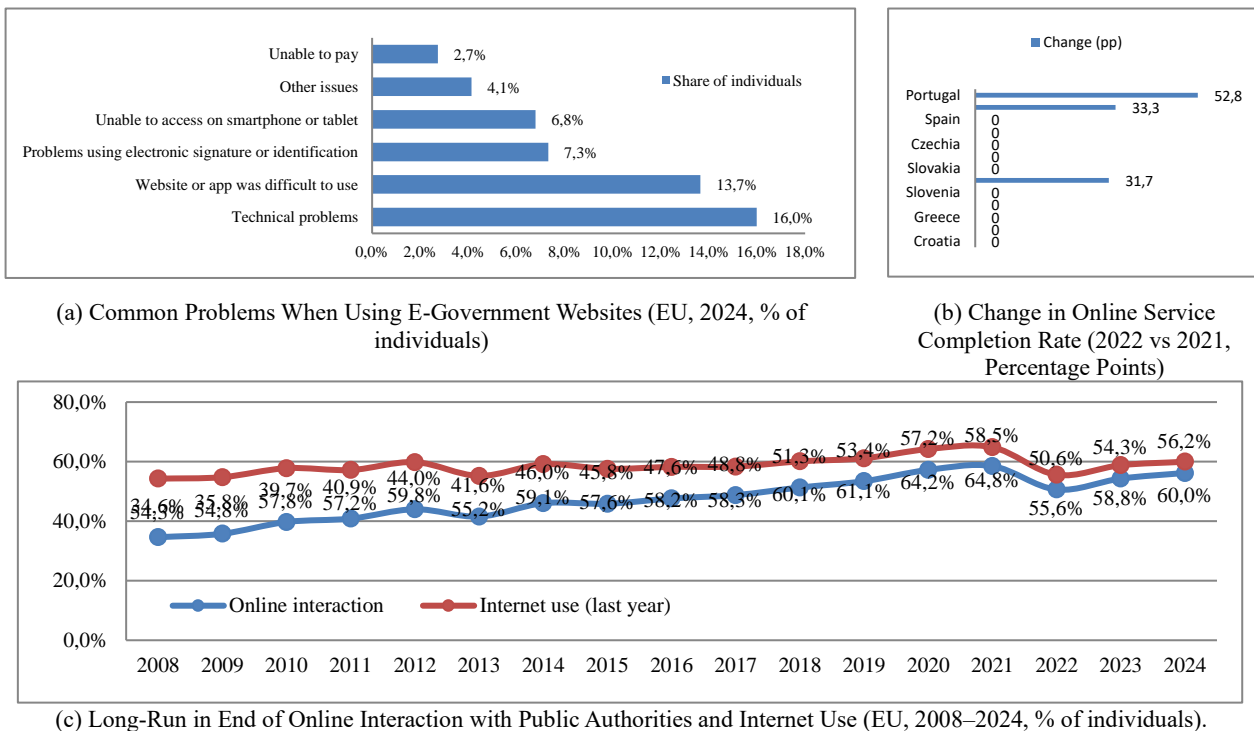 Unable to pay
2,7%
Other issues
4,1%
Share of individuals
Unable to access on smartphone or tablet
6,8%
Problems using electronic signature or identification
7,3%
Website or app was difficult to use
13,7%
Technical problems
16,0%
0,0% 2,0% 4,0% 6,0% 8,0% 10,0% 12,0% 14,0% 16,0% 18,0%
(a) Common Problems When Using E-Government Websites (EU, 2024, % of
individuals)
Change (pp)
Portugal 52,8
33,3
Spain 0
0
Czechia 0
0
Slovakia 0
31,7
Slovenia 0
0
Greece 0
0
Croatia 0
(b) Change in Online Service
Completion Rate (2022 vs 2021,
Percentage Points)
80,0%
60,0%
40,0%
20,0%
0,0%
34,6% 35,8% 39,7% 40,9% 44,0% 41,6% 46,0% 45,8% 47,6% 48,8% 51,3% 53,4% 57,2% 58,5% 50,6% 54,3% 56,2%
54,3% 54,8% 57,8% 57,2% 59,8% 55,2% 59,1% 57,6% 58,2% 58,3% 60,1% 61,1% 64,2% 64,8% 55,6% 58,8% 60,0%
Online interaction Internet use (last year)
2008 2009 2010 2011 2012 2013 2014 2015 2016 2017 2018 2019 2020 2021 2022 2023 2024
(c) Long-Run in End of Online Interaction with Public Authorities and Internet Use (EU, 2008–2024, % of individuals).